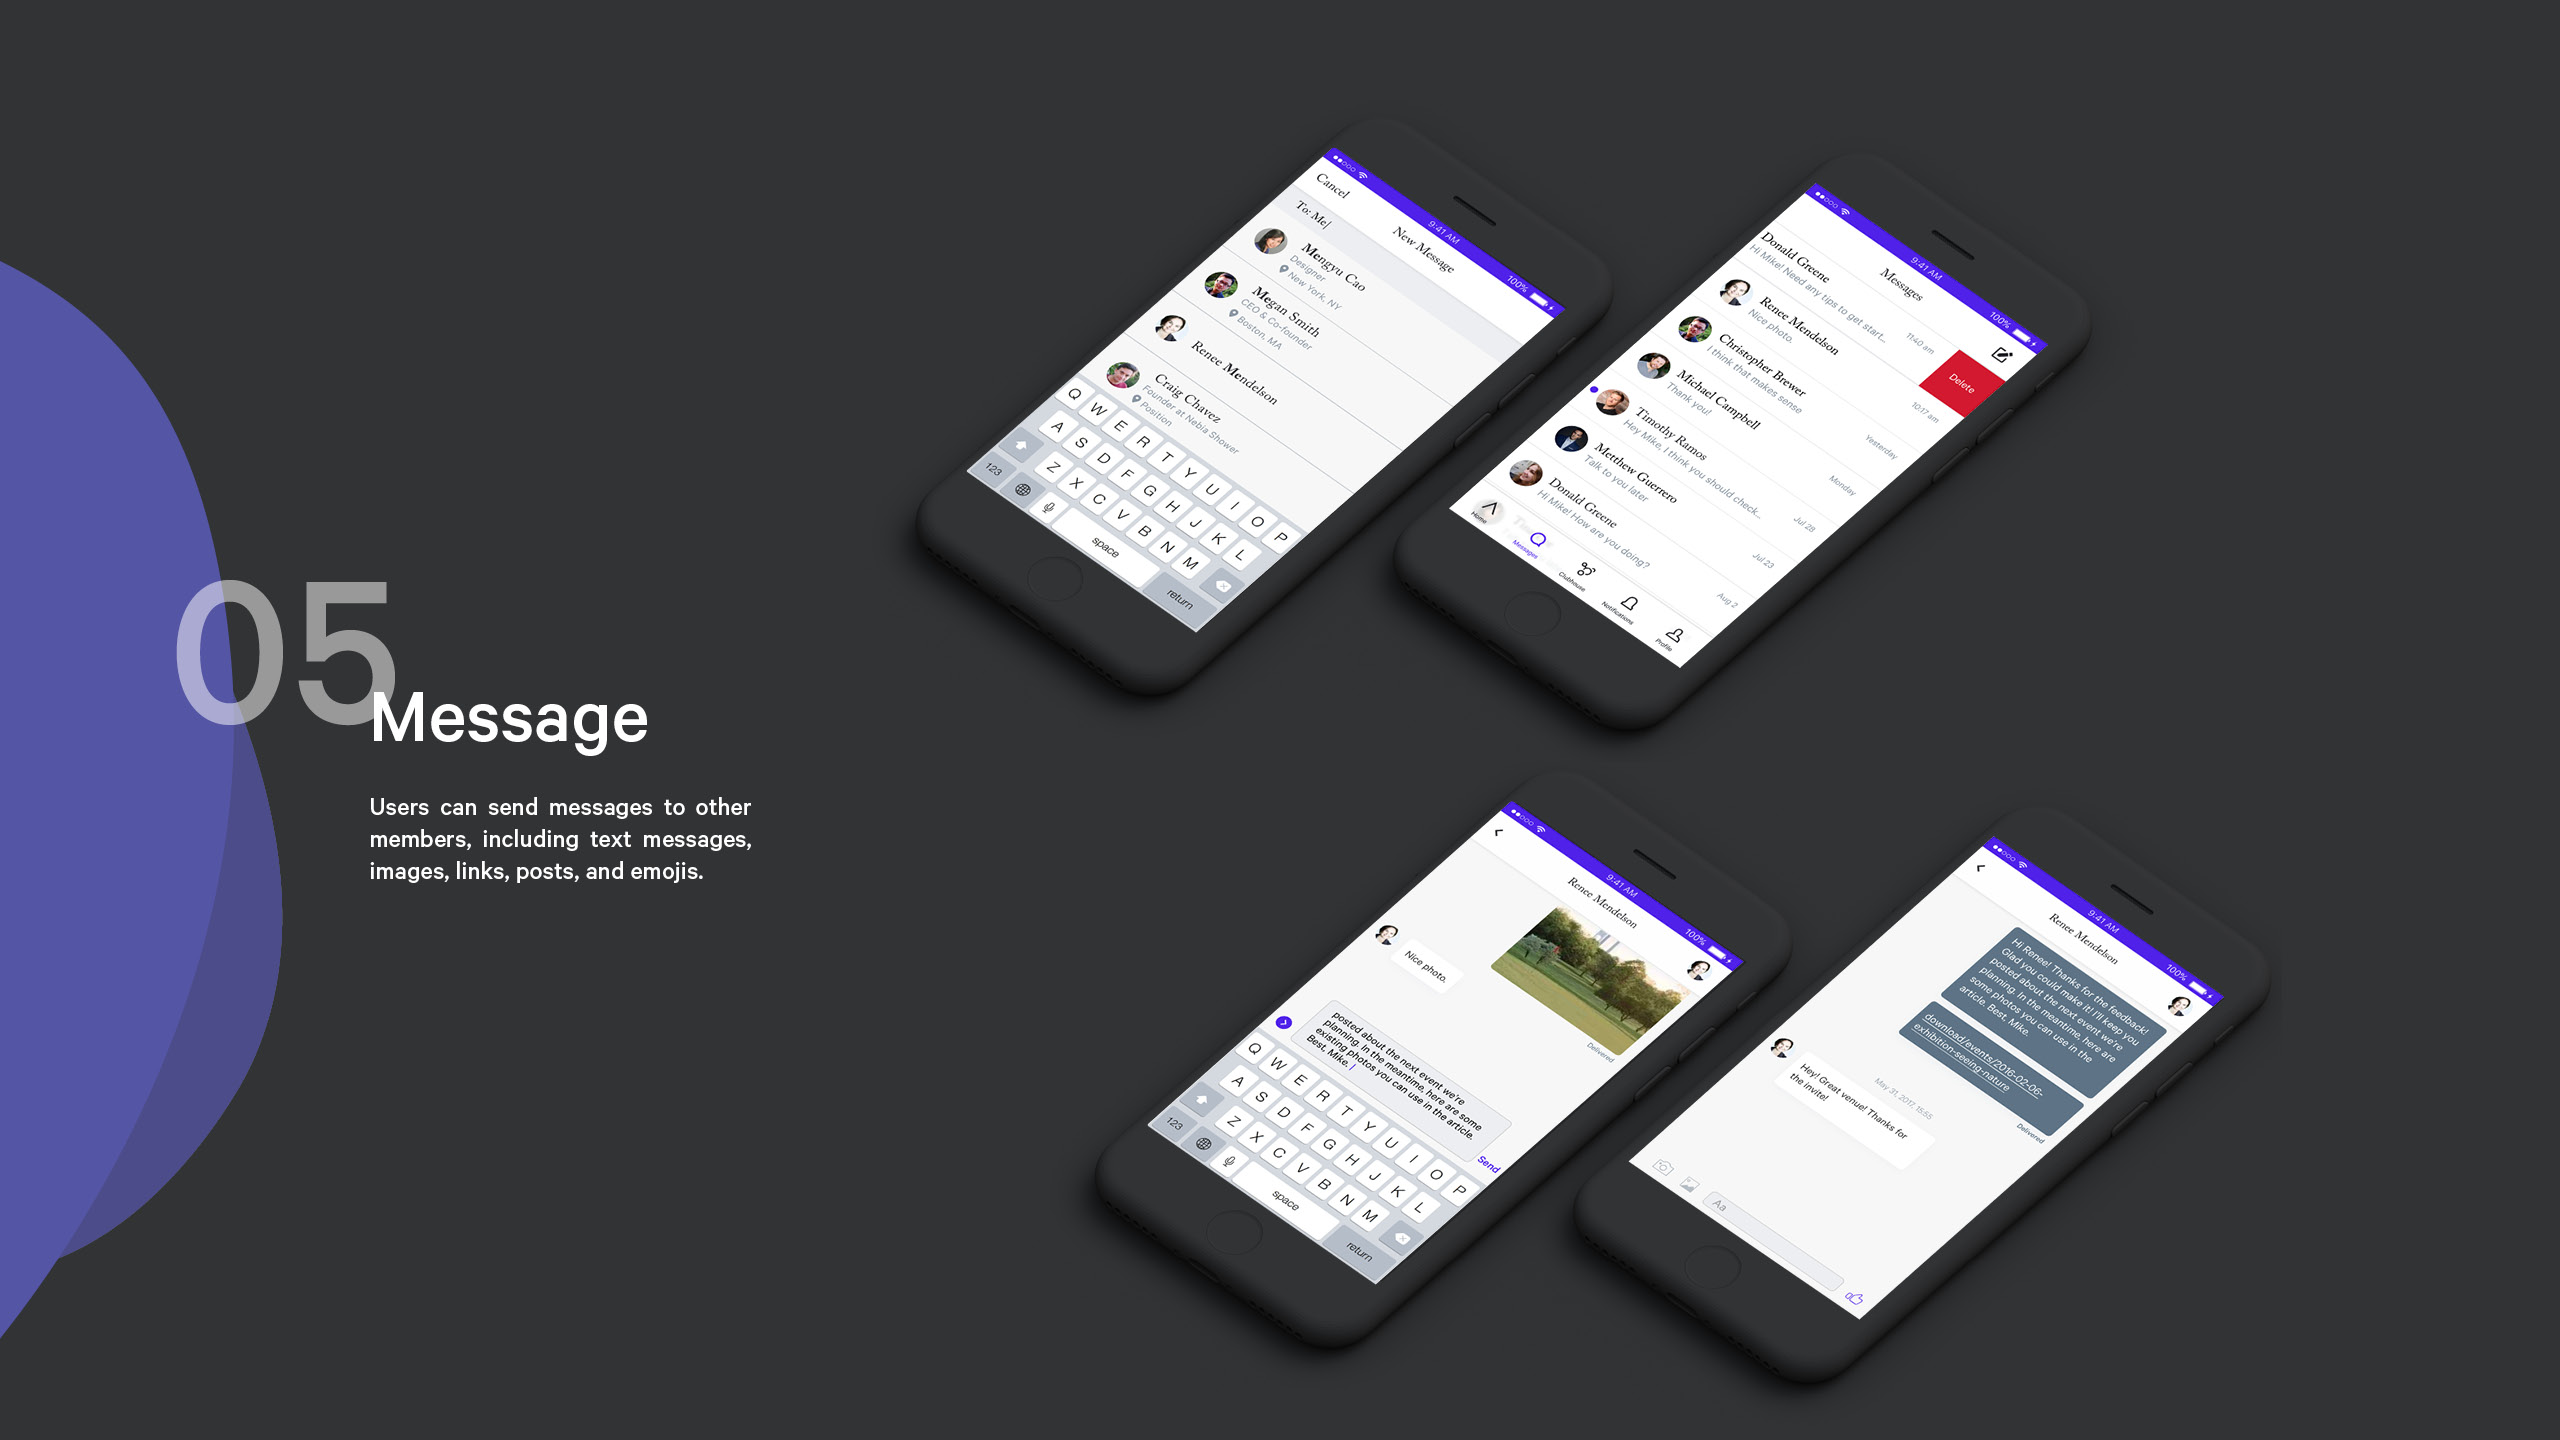 05
Message
Users can send messages to other
members, including text messages,
images, links, posts, and emojis.
9:41 AM
100%
Cancel
New Message
To: Me
Mengyu Cao
Designer
New York, NY
Megan Smith
CEO & Co-founder
Boston, MA
Renee Mendelson
Craig Chavez
Founder at Nebia Shower
Position
Q W E R T Y U I O P
A S D F G H J K L
Z X C V B N M
123
space
return
9:41 AM
100%
Messages
Donald Greene
11:40 am
Hi Mike! Need any tips to get start...
Delete
Renee Mendelson
10:17 am
Nice photo.
Christopher Brewer
Yesterday
I think that makes sense
Michael Campbell
Monday
Thank you!
Timothy Ramos
Jul 28
Hey Mike, I think you should check...
Metthew Guerrero
Jul 23
Talk to you later
Donald Greene
Aug 2
Hi Mike! How are you doing?
Home
Messages
Clubhouse
Notifications
Profile
9:41 AM
100%
Renee Mendelson
Delivered
Nice photo.
posted about the next event we're
planning. In the meantime, here are some
existing photos you can use in the article.
Best, Mike.
Send
Q W E R T Y U I O P
A S D F G H J K L
Z X C V B N M
123
space
return
9:41 AM
100%
Renee Mendelson
Hi Renee! Thanks for the feedback!
Glad you could make it! I'll keep you
posted about the next event we're
planning. In the meantime, here are
some photos you can use in the
article. Best, Mike.
download/events/2016-02-06-
exhibition-seeing-nature
Delivered
May 31, 2017, 15:55
Hey! Great venue! Thanks for
the invite!
Aa